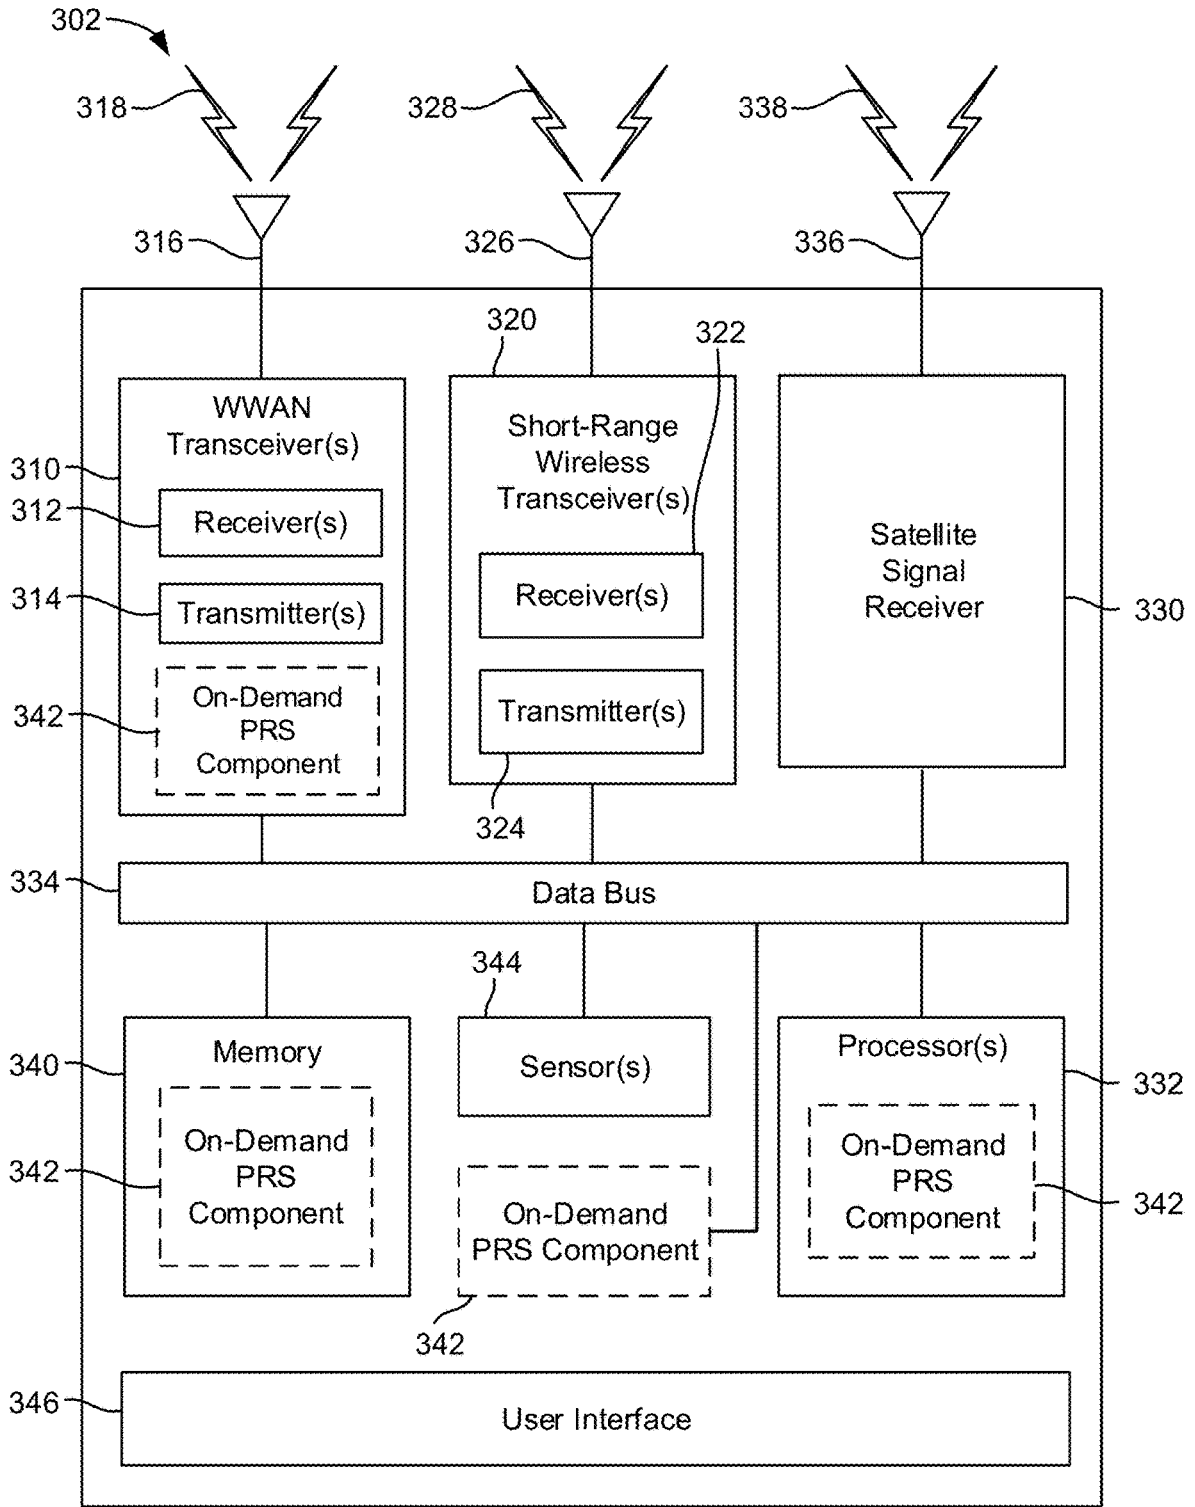 302
318
328
338
316
326
336
320
322
WWAN
Transceiver(s)
310
312
Receiver(s)
314
Transmitter(s)
342
On-Demand
PRS
Component
Short-Range
Wireless
Transceiver(s)
Receiver(s)
Transmitter(s)
324
Satellite
Signal
Receiver
330
334
Data Bus
344
340
Memory
342
On-Demand
PRS
Component
Sensor(s)
On-Demand
PRS Component
342
Processor(s)
332
On-Demand
PRS
Component
342
346
User Interface